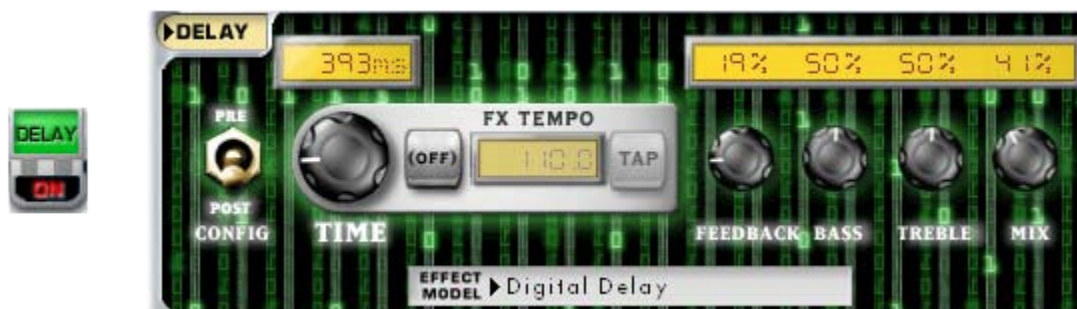 DELAY
ON
DELAY
393ms
19% 50% 50% 41%
PRE
POST
CONFIG
TIME
FX TEMPO
(OFF)
110.0
TAP
FEEDBACK BASS TREBLE MIX
EFFECT MODEL Digital Delay